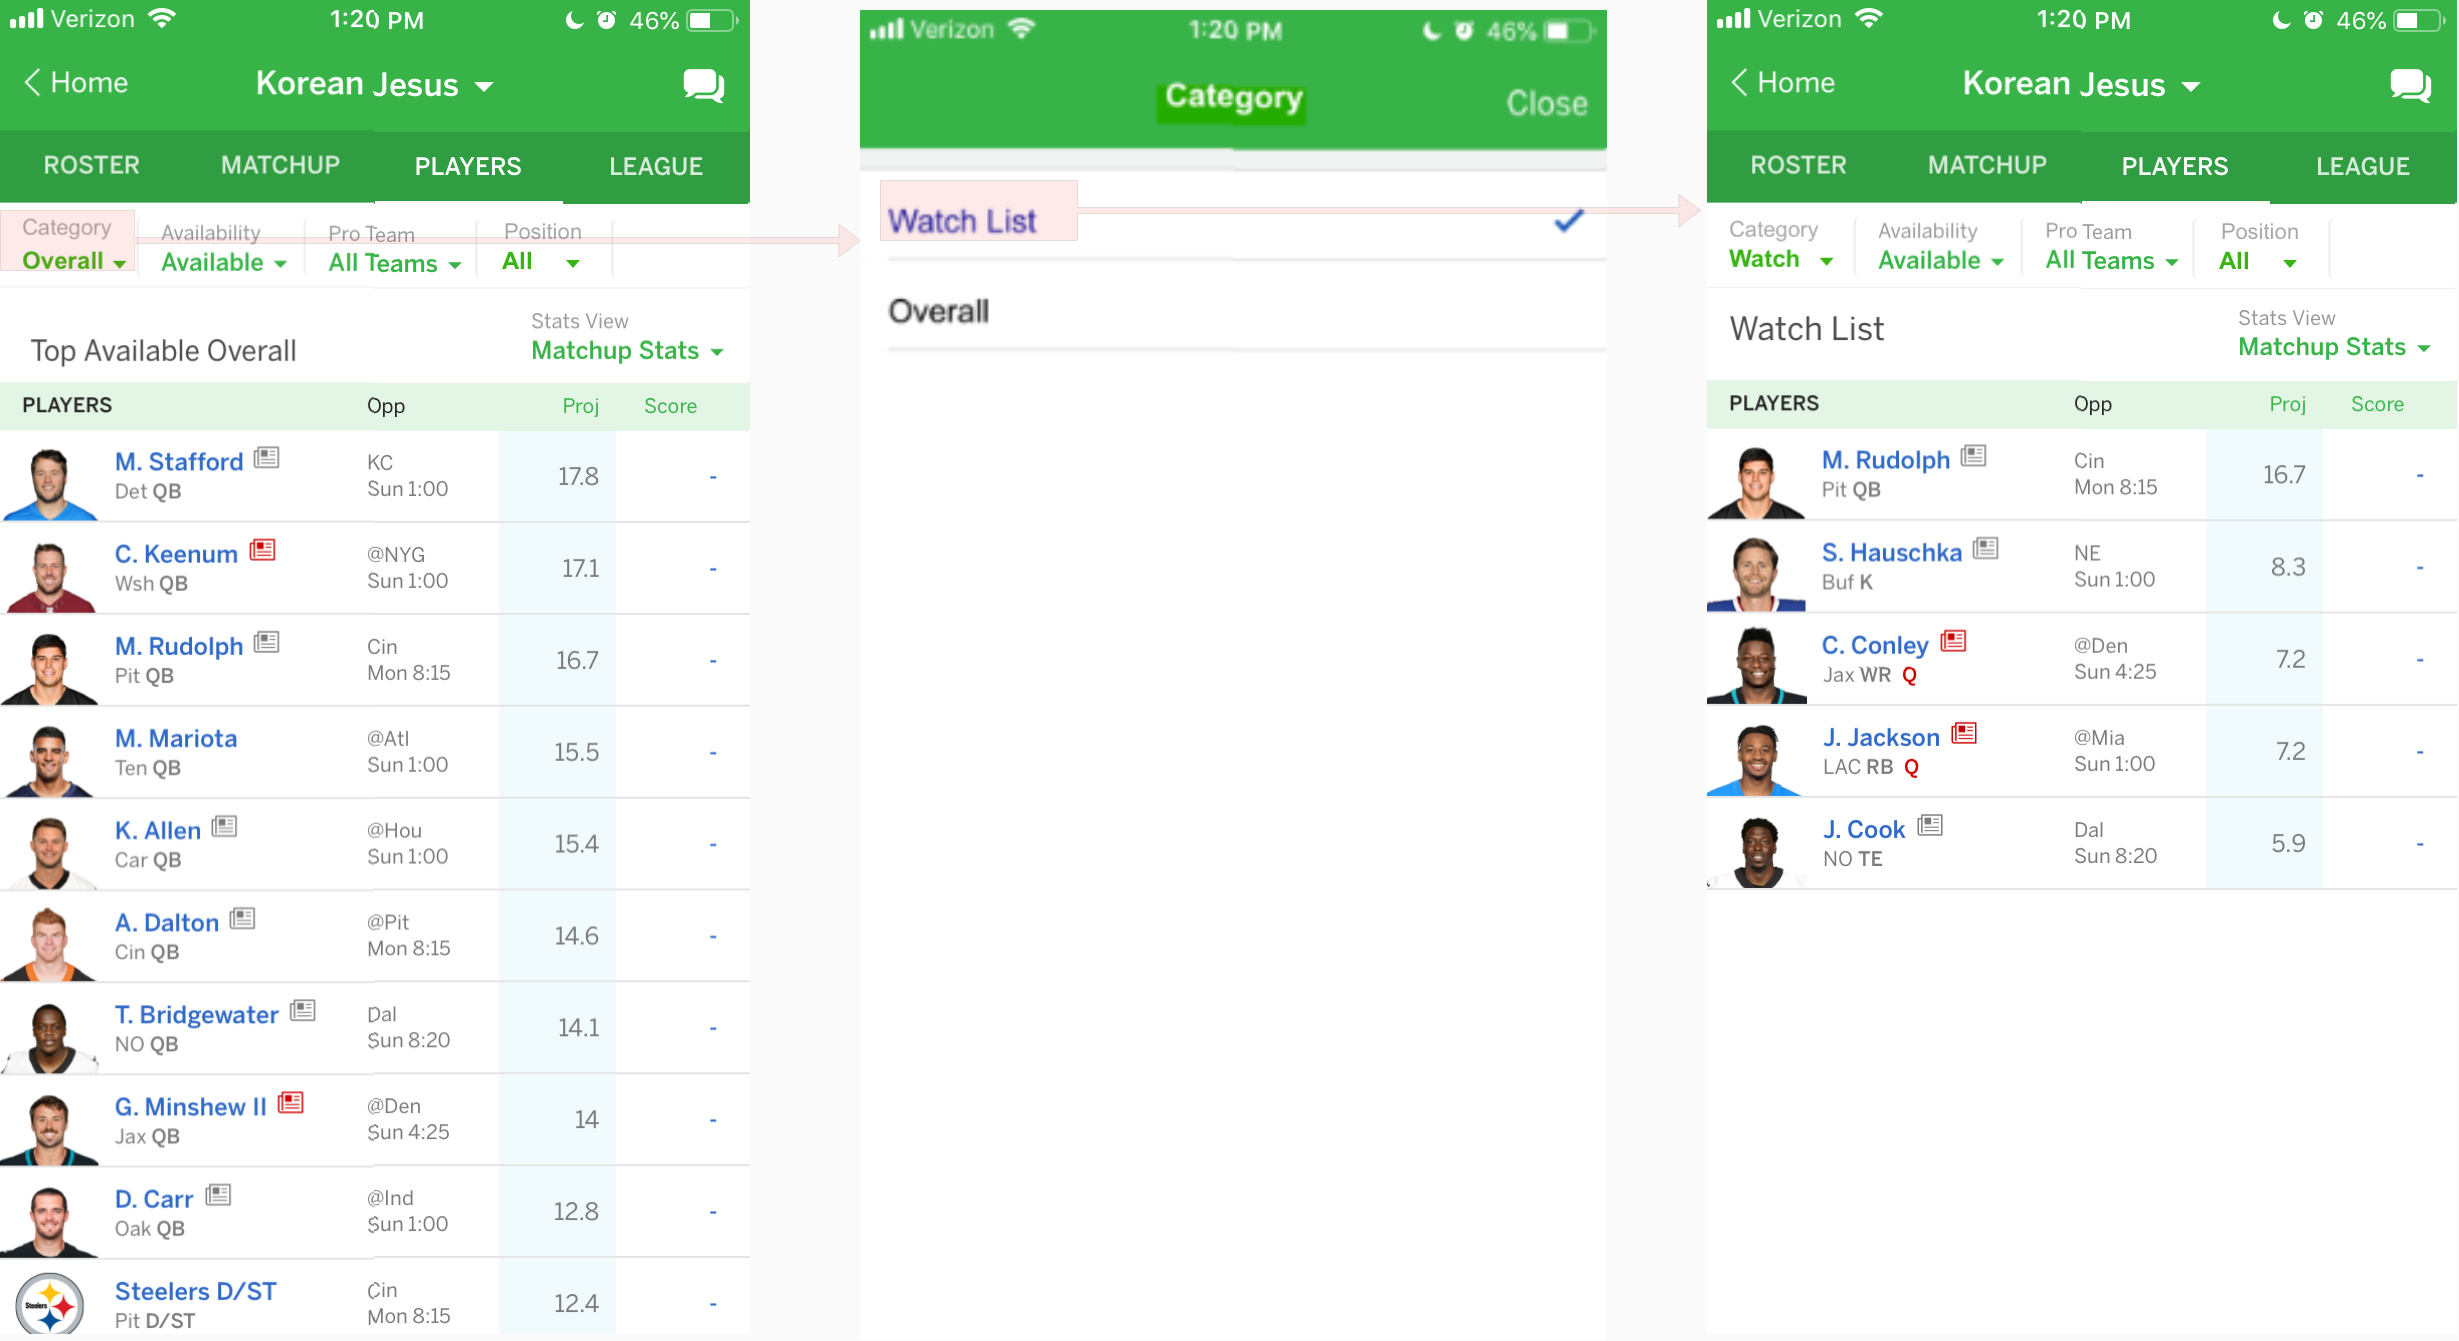 Verizon 1:20 PM 46%
Home Korean Jesus
ROSTER MATCHUP PLAYERS LEAGUE
Category Availability Pro Team Position
Overall Available All Teams All
Top Available Overall
Stats View
Matchup Stats
PLAYERS Opp Proj Score
M. Stafford KC 17.8 -
Det QB Sun 1:00
C. Keenum @NYG 17.1 -
Wsh QB Sun 1:00
M. Rudolph Cin 16.7 -
Pit QB Mon 8:15
M. Mariota @Atl 15.5 -
Ten QB Sun 1:00
K. Allen @Hou 15.4 -
Car QB Sun 1:00
A. Dalton @Pit 14.6 -
Cin QB Mon 8:15
T. Bridgewater Dal 14.1 -
NO QB Sun 8:20
G. Minshew II @Den 14 -
Jax QB Sun 4:25
D. Carr @Ind 12.8 -
Oak QB Sun 1:00
Steelers D/ST Cin 12.4 -
Pit D/ST Mon 8:15
Steelers
Verizon 1:20 PM 46%
Category Close
Watch List
Overall
Verizon 1:20 PM 46%
Home Korean Jesus
ROSTER MATCHUP PLAYERS LEAGUE
Category Availability Pro Team Position
Watch Available All Teams All
Watch List
Stats View
Matchup Stats
PLAYERS Opp Proj Score
M. Rudolph Cin 16.7 -
Pit QB Mon 8:15
S. Hauschka NE 8.3 -
Buf K Sun 1:00
C. Conley @Den 7.2 -
Jax WR Q Sun 4:25
J. Jackson @Mia 7.2 -
LAC RB Q Sun 1:00
J. Cook Dal 5.9 -
NO TE Sun 8:20